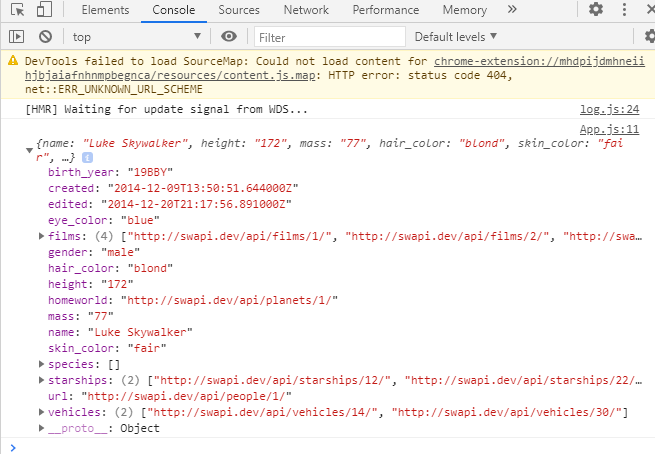 Elements Console Sources Network Performance Memory »
top ▼ Filter Default levels ▼
DevTools failed to load SourceMap: Could not load content for chrome-extension://mhdpijdmhneii
hjbjaiafnhnmpbegnca/resources/content.js.map: HTTP error: status code 404,
net::ERR_UNKNOWN_URL_SCHEME
[HMR] Waiting for update signal from WDS... log.js:24
App.js:11
{name: "Luke Skywalker", height: "172", mass: "77", hair_color: "blond", skin_color: "fai
r", …} i
birth_year: "19BBY"
created: "2014-12-09T13:50:51.644000Z"
edited: "2014-12-20T21:17:56.891000Z"
eye_color: "blue"
films: (4) ["http://swapi.dev/api/films/1/", "http://swapi.dev/api/films/2/", "http://swa…
gender: "male"
hair_color: "blond"
height: "172"
homeworld: "http://swapi.dev/api/planets/1/"
mass: "77"
name: "Luke Skywalker"
skin_color: "fair"
species: []
starships: (2) ["http://swapi.dev/api/starships/12/", "http://swapi.dev/api/starships/22/…
url: "http://swapi.dev/api/people/1/"
vehicles: (2) ["http://swapi.dev/api/vehicles/14/", "http://swapi.dev/api/vehicles/30/"]
__proto__: Object